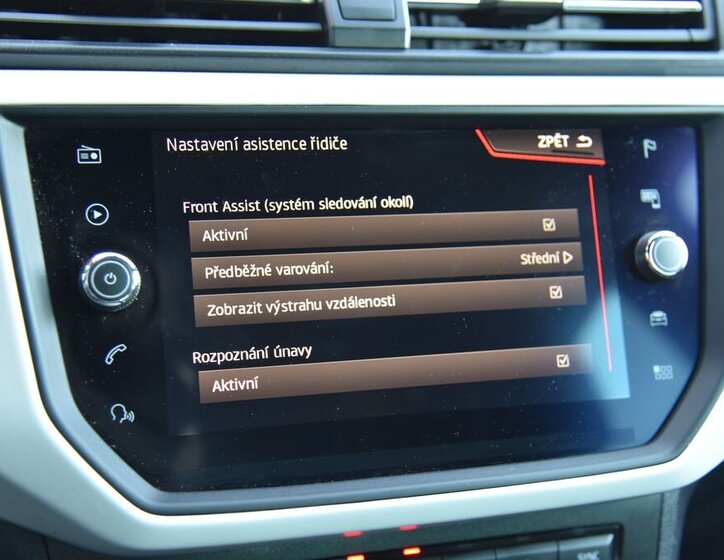 Nastavení asistence řidiče
ZPĚT
Front Assist (systém sledování okolí)
Aktivní
Předběžné varování: Střední
Zobrazit výstrahu vzdálenosti
Rozpoznání únavy
Aktivní
SYNC